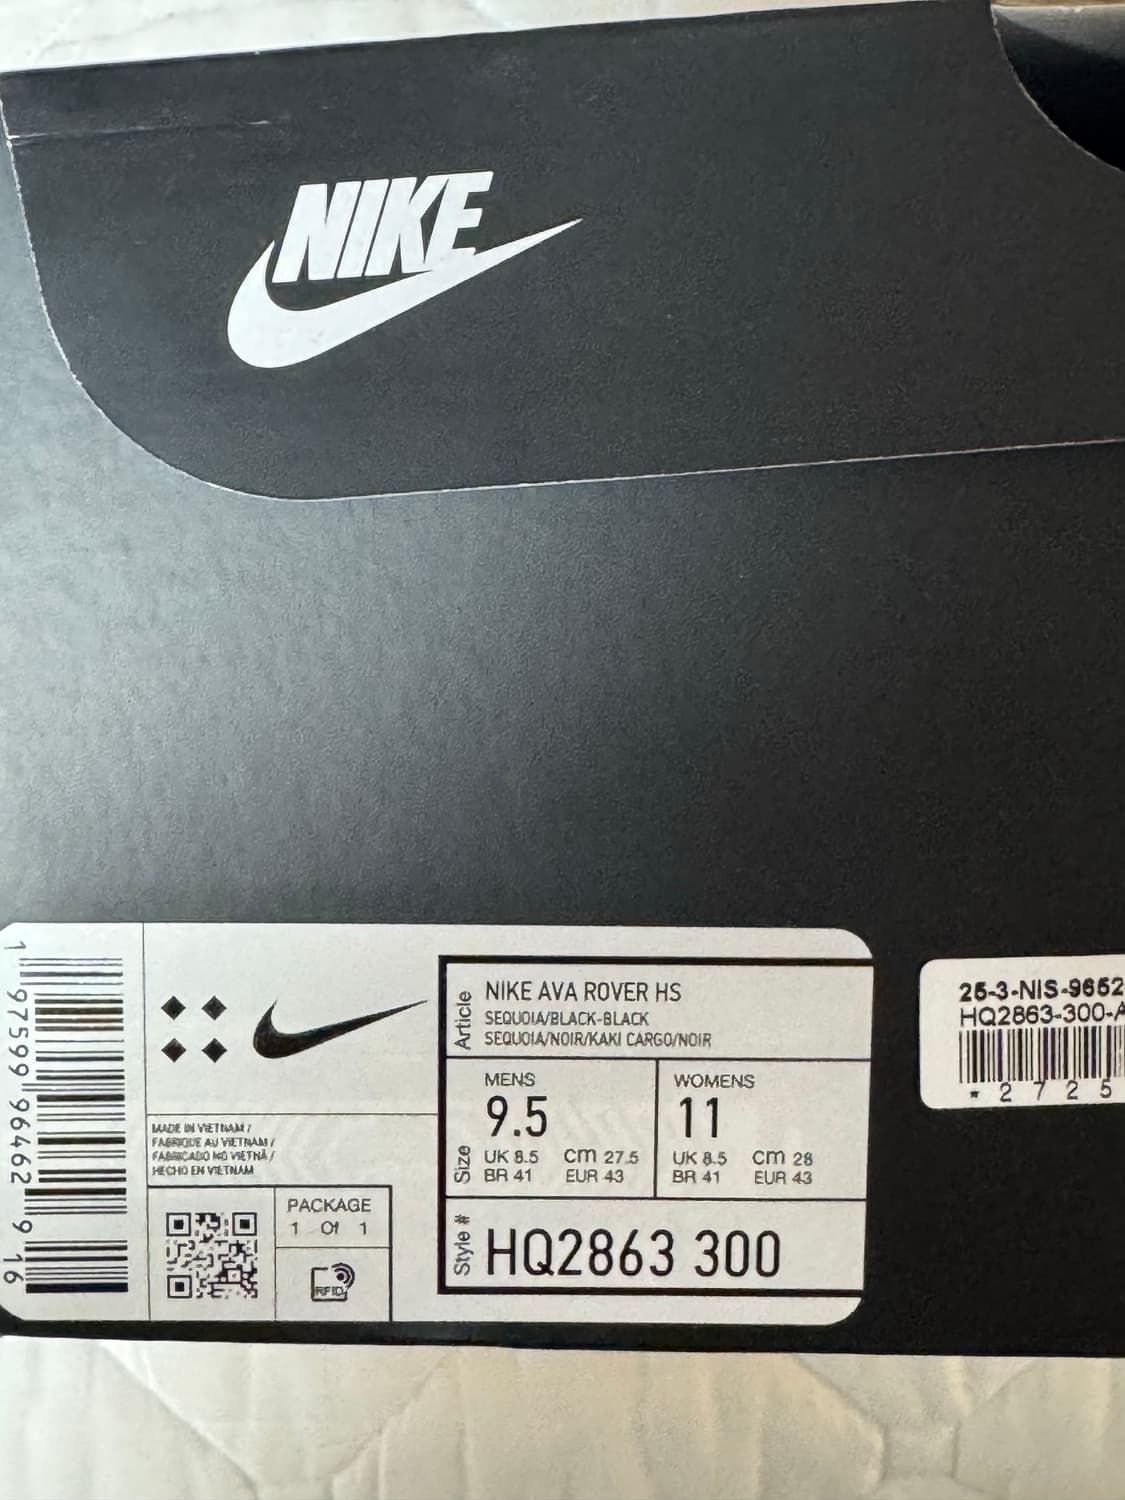 NIKE
1 97599 96462 9 16
MADE IN VIETNAM /
FABRIQUE AU VIETNAM /
FABRICADO NO VIETNÃ /
HECHO EN VIETNAM
PACKAGE
1 Of 1
RFID
Article
NIKE AVA ROVER HS
SEQUOIA/BLACK-BLACK
SEQUOIA/NOIR/KAKI CARGO/NOIR
Size
MENS
9.5
UK 8.5 cm 27.5
BR 41 EUR 43
WOMENS
11
UK 8.5 cm 28
BR 41 EUR 43
Style #
HQ2863 300
25-3-NIS-9652
HQ2863-300-A
* 2 7 2 5